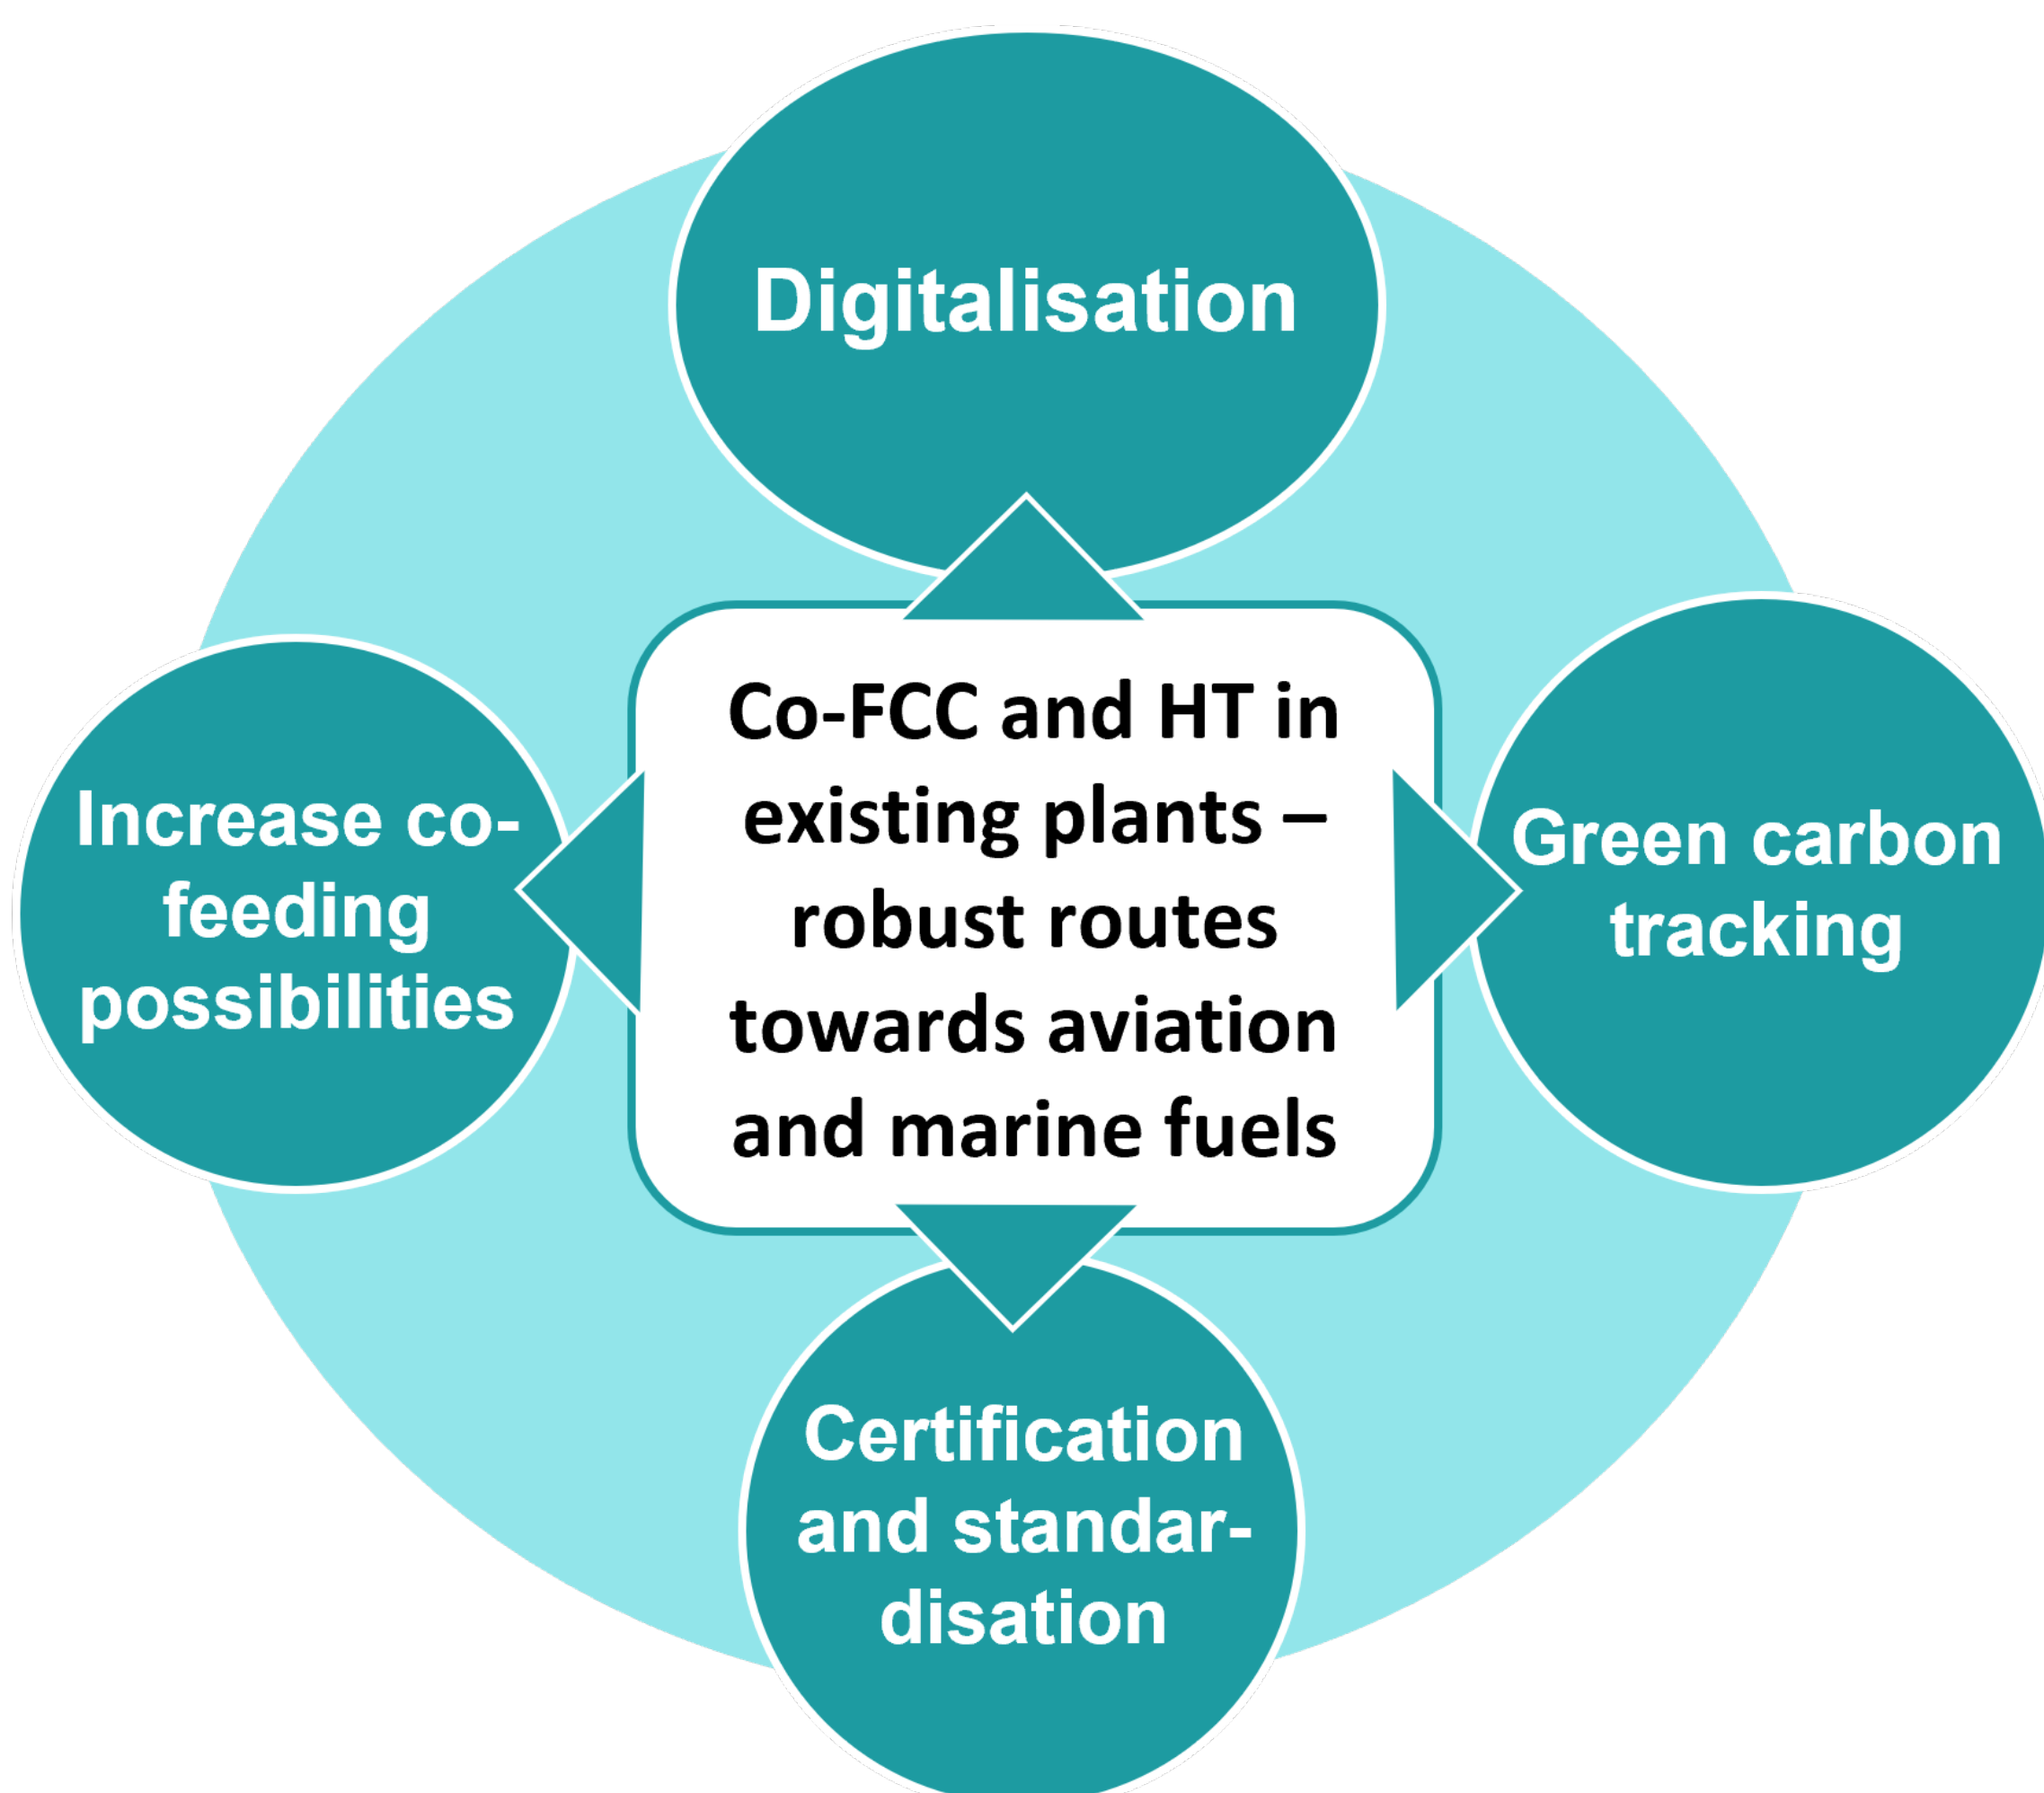 Digitalisation
Increase co-
feeding
possibilities
Co-FCC and HT in
existing plants –
robust routes
towards aviation
and marine fuels
Green carbon
tracking
Certification
and standar-
disation